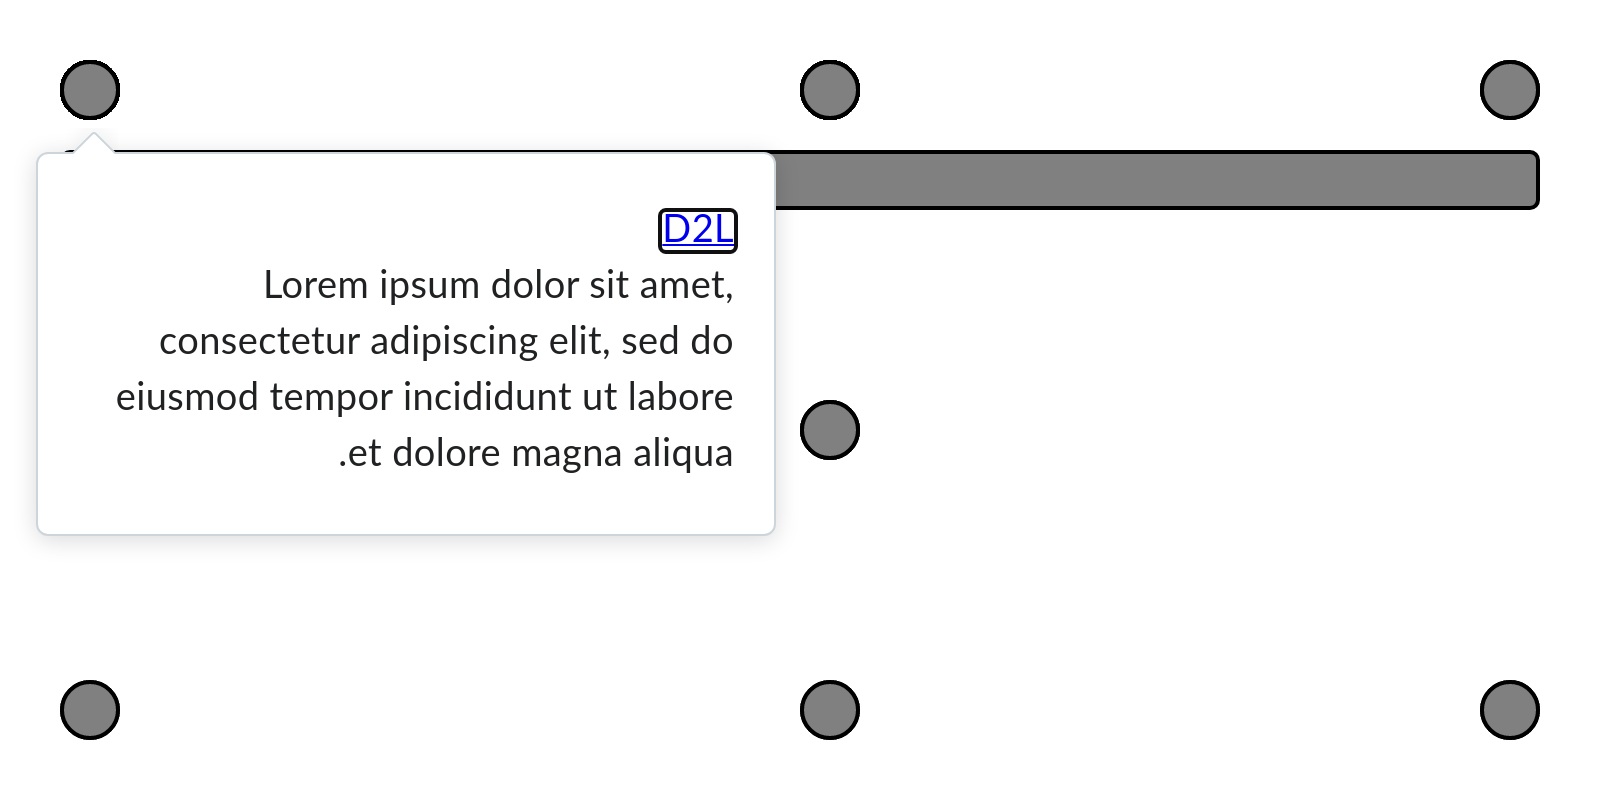 D2L
Lorem ipsum dolor sit amet,
consectetur adipiscing elit, sed do
eiusmod tempor incididunt ut labore
.et dolore magna aliqua